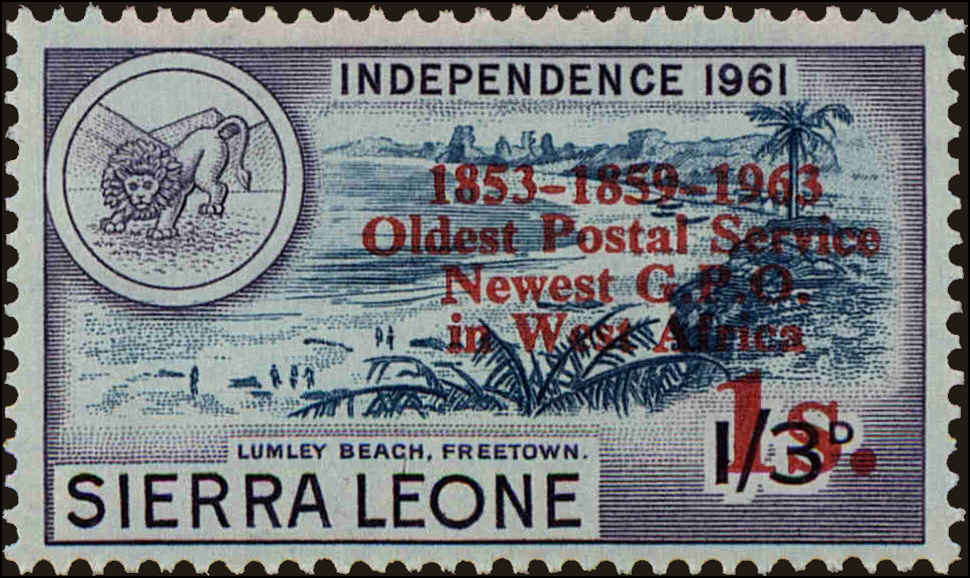 INDEPENDENCE 1961
1853-1859-1963
Oldest Postal Service
Newest G.P.O.
in West Africa
1s.
1/3D
LUMLEY BEACH, FREETOWN.
SIERRA LEONE